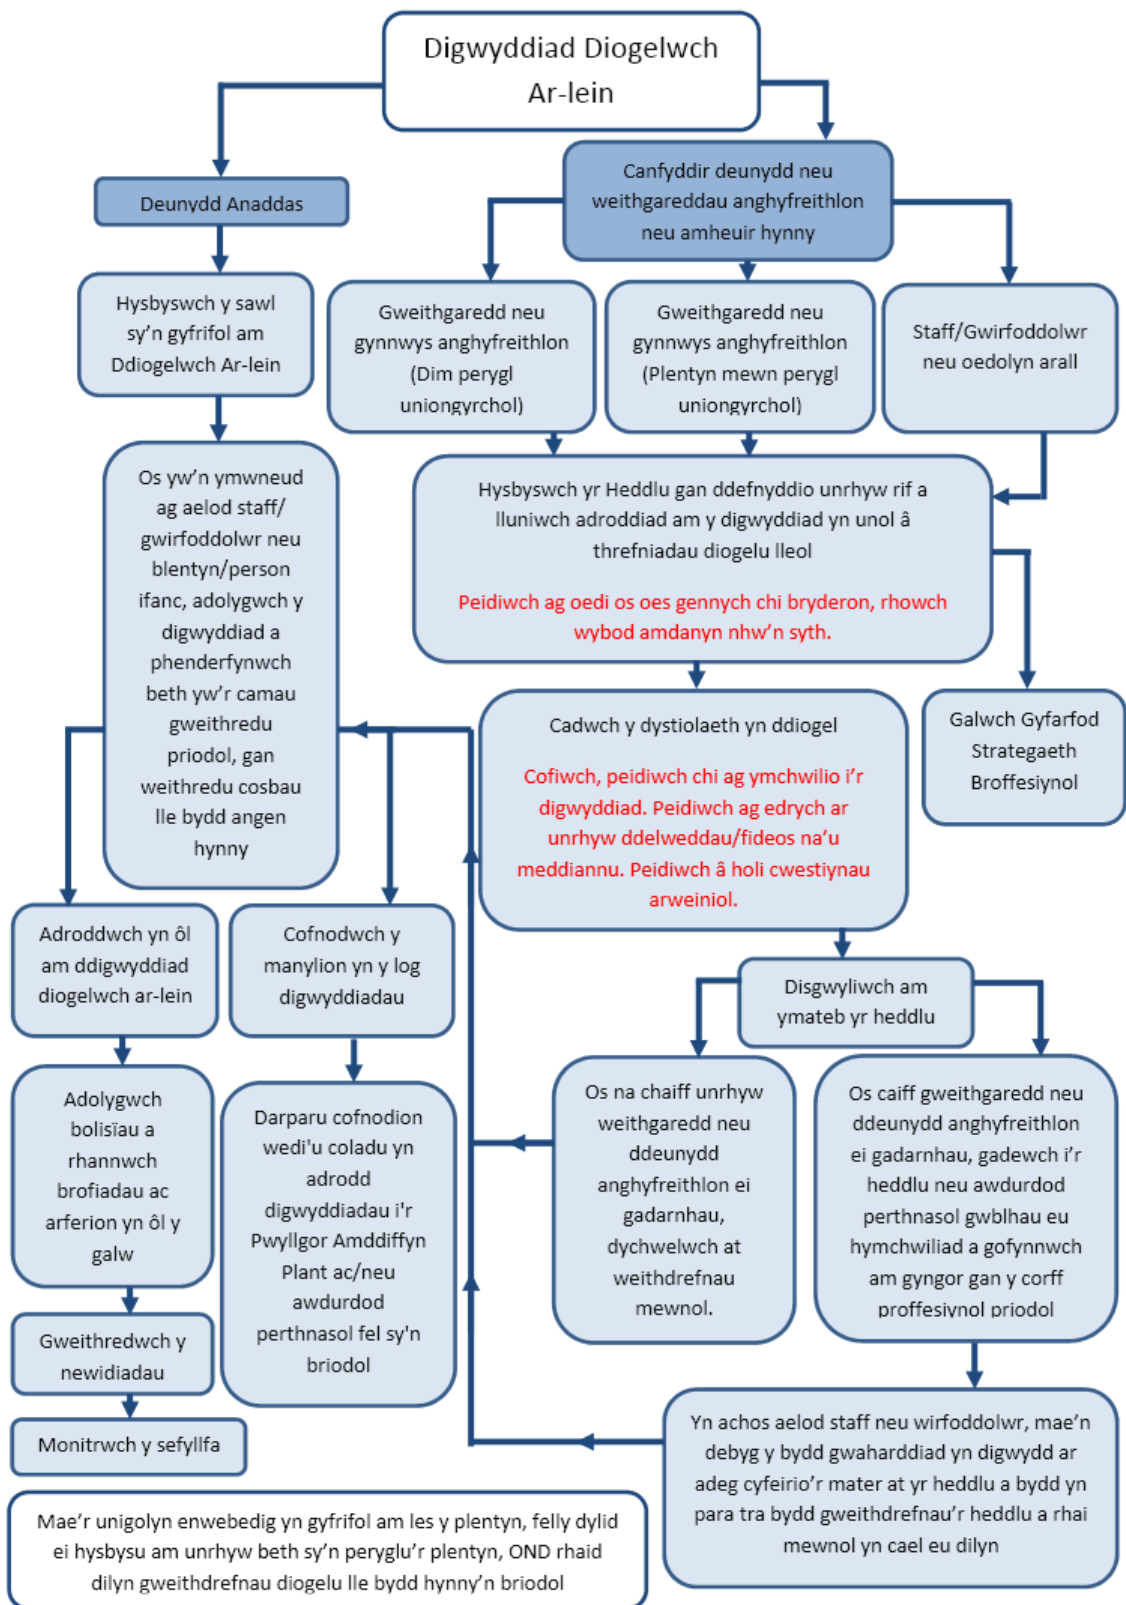 Digwyddiad Diogelwch
Ar-lein
Deunydd Anaddas
Canfyddir deunydd neu
weithgareddau anghyfreithlon
neu amheuir hynny
Hysbyswch y sawl
sy'n gyfrifol am
Ddiogelwch Ar-lein
Gweithgaredd neu
gynnwys anghyfreithlon
(Dim perygl
uniongyrchol)
Gweithgaredd neu
gynnwys anghyfreithlon
(Plentyn mewn perygl
uniongyrchol)
Staff/Gwirfoddolwr
neu oedolyn arall
Os yw'n ymwneud
ag aelod staff/
gwirfoddolwr neu
blentyn/person
ifanc, adolygwch y
digwyddiad a
phenderfynwch
beth yw'r camau
gweithredu
priodol, gan
weithredu cosbau
lle bydd angen
hynny
Hysbyswch yr Heddlu gan ddefnyddio unrhyw rif a
lluniwch adroddiad am y digwyddiad yn unol â
threfniadau diogelu lleol
Peidiwch ag oedi os oes gennych chi bryderon, rhowch
wybod amdanyn nhw'n syth.
Galwch Gyfarfod
Strategaeth
Broffesiynol
Cadwch y dystiolaeth yn ddiogel
Cofiwch, peidiwch chi ag ymchwilio i'r
digwyddiad. Peidiwch ag edrych ar
unrhyw ddelweddau/fideos na'u
meddiannu. Peidiwch â holi cwestiynau
arweiniol.
Adroddwch yn ôl
am ddigwyddiad
diogelwch ar-lein
Cofnodwch y
manylion yn y log
digwyddiadau
Disgwyliwch am
ymateb yr heddlu
Adolygwch
bolisïau a
rhannwch
brofiadau ac
arferion yn ôl y
galw
Darparu cofnodion
wedi'u coladu yn
adrodd
digwyddiadau i'r
Pwyllgor Amddiffyn
Plant ac/neu
awdurdod
perthnasol fel sy'n
briodol
Os na chaiff unrhyw
weithgaredd neu
ddeunydd
anghyfreithlon ei
gadarnhau,
dychwelwch at
weithdrefnau
mewnol.
Os caiff gweithgaredd neu
ddeunydd anghyfreithlon
ei gadarnhau, gadewch i'r
heddlu neu awdurdod
perthnasol gwblhau eu
hymchwiliad a gofynnwch
am gyngor gan y corff
proffesiynol priodol
Gweithredwch y
newidiadau
Monitrwch y sefyllfa
Yn achos aelod staff neu wirfoddolwr, mae'n
debyg y bydd gwaharddiad yn digwydd ar
adeg cyfeirio'r mater at yr heddlu a bydd yn
para tra bydd gweithdrefnau'r heddlu a rhai
mewnol yn cael eu dilyn
Mae'r unigolyn enwebedig yn gyfrifol am les y plentyn, felly dylid
ei hysbysu am unrhyw beth sy'n peryglu'r plentyn, OND rhaid
dilyn gweithdrefnau diogelu lle bydd hynny'n briodol